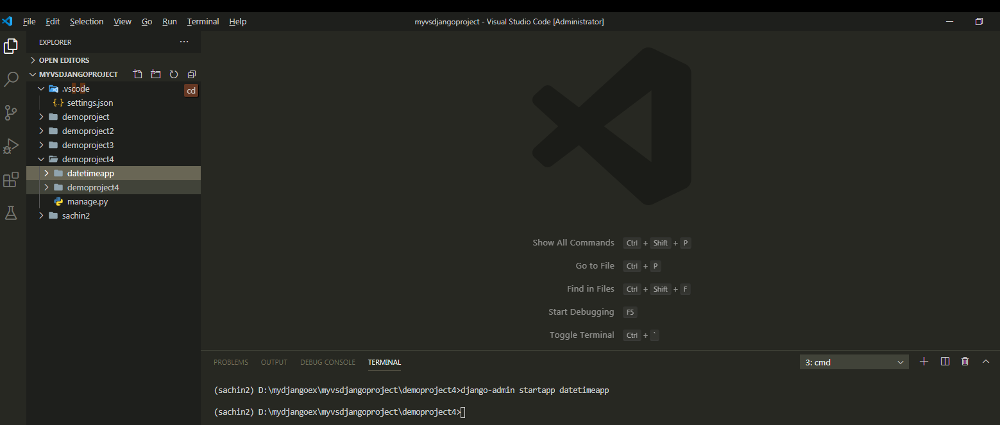 File Edit Selection View Go Run Terminal Help myvsdjangoproject - Visual Studio Code [Administrator]
EXPLORER ...
OPEN EDITORS
MYVSDJANGOPROJECT
.vscode
cd
{..} settings.json
demoproject
demoproject2
demoproject3
demoproject4
datetimeapp
demoproject4
manage.py
sachin2
Show All Commands Ctrl + Shift + P
Go to File Ctrl + P
Find in Files Ctrl + Shift + F
Start Debugging F5
Toggle Terminal Ctrl + `
PROBLEMS OUTPUT DEBUG CONSOLE TERMINAL 3: cmd
(sachin2) D:\mydjangoex\myvsdjangoproject\demoproject4>django-admin startapp datetimeapp
(sachin2) D:\mydjangoex\myvsdjangoproject\demoproject4>